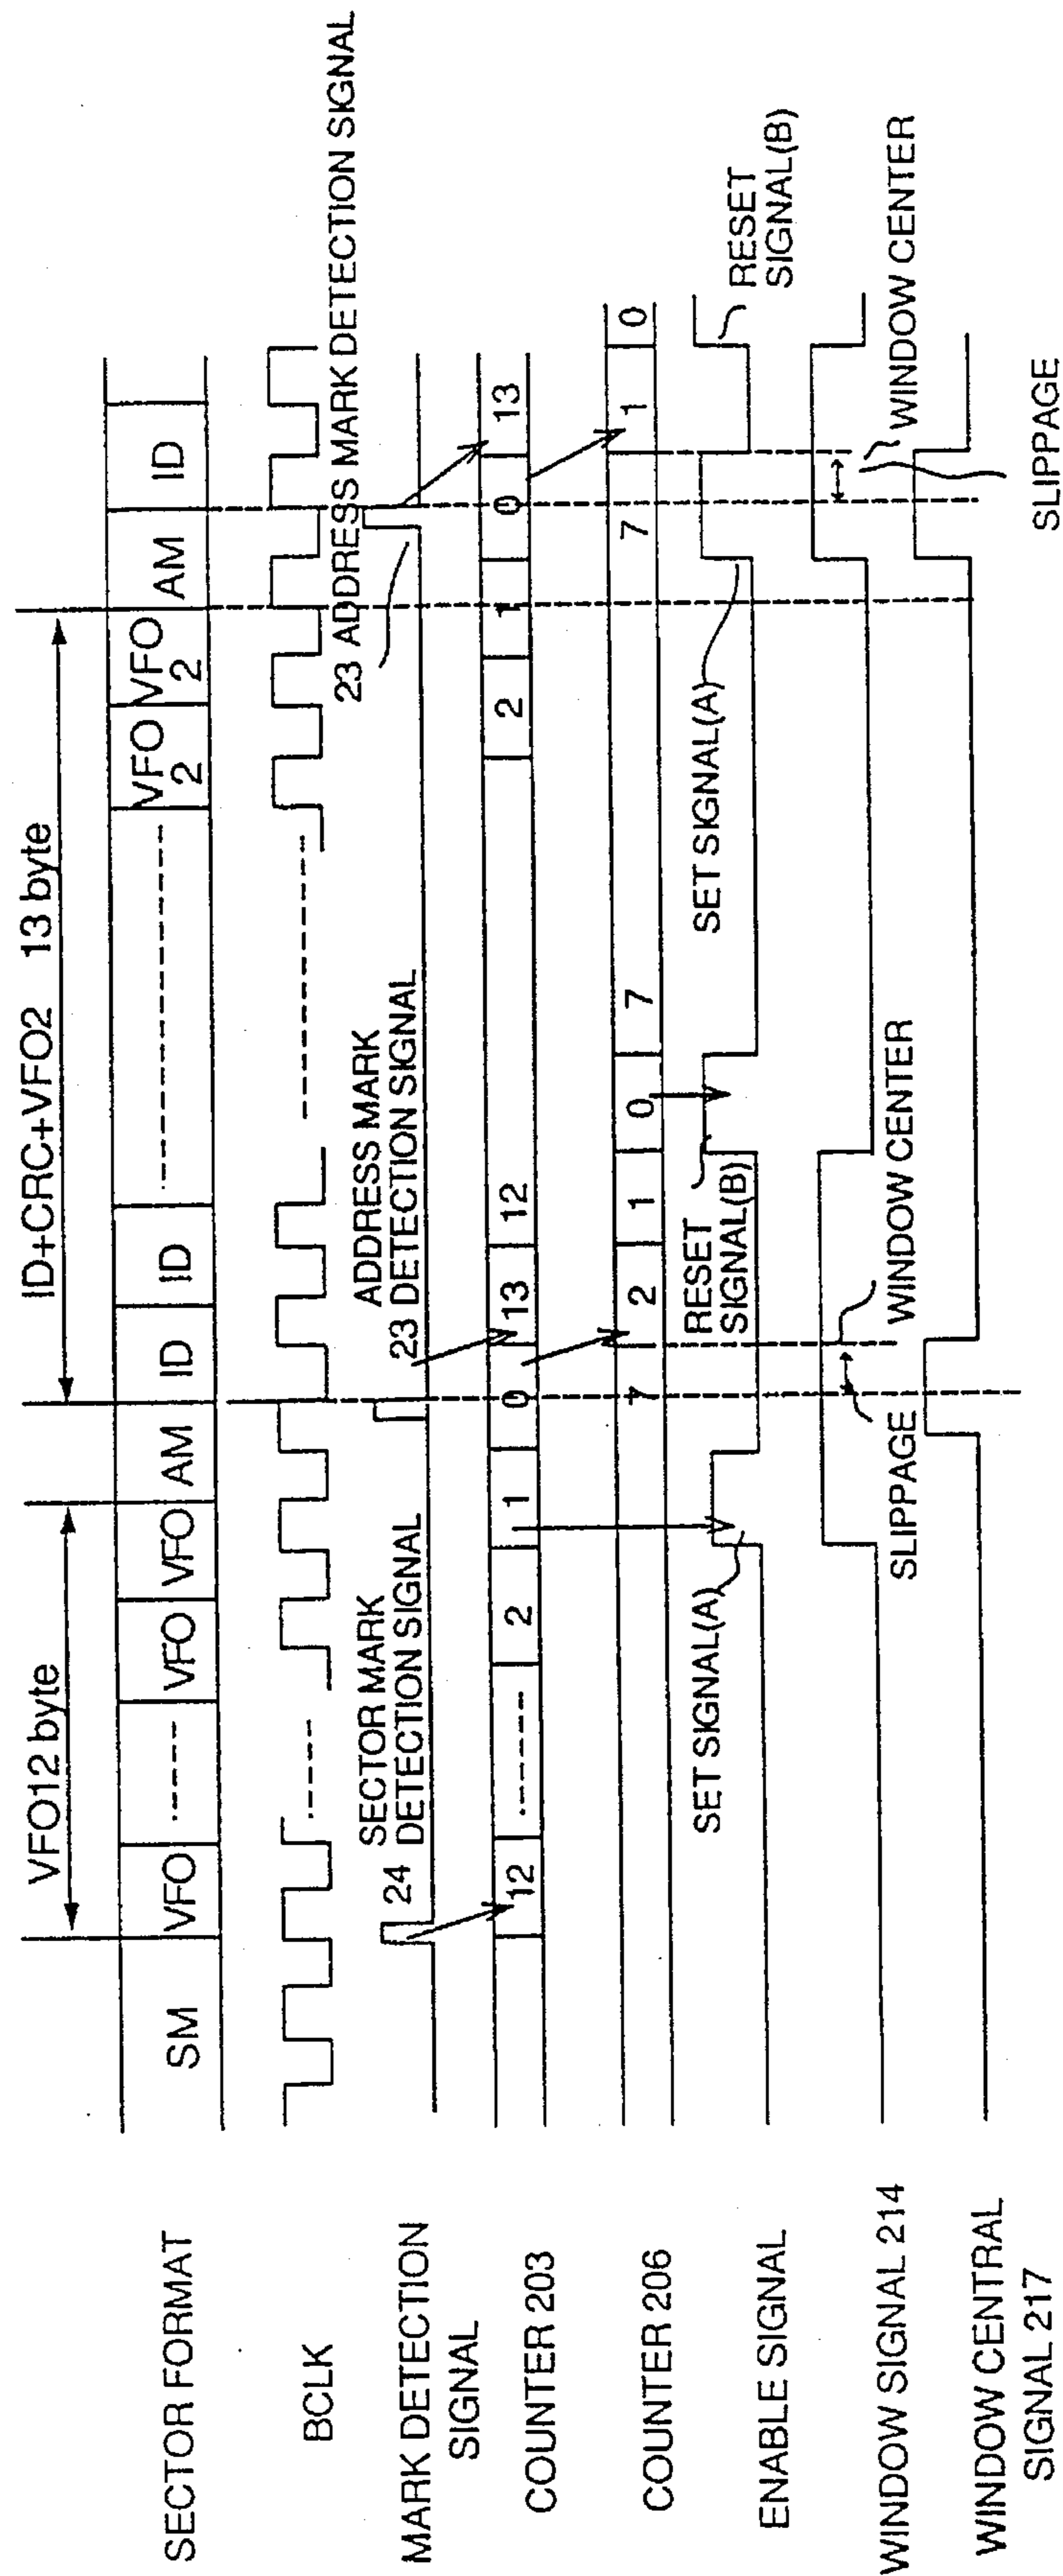 VFO12 byte
ID+CRC+VFO2 13 byte
SECTOR FORMAT
SM
VFO
-----
VFO
VFO
AM
ID
ID
VFO
2
VFO
2
AM
ID
BCLK
MARK DETECTION
SIGNAL
24 SECTOR MARK
DETECTION SIGNAL
ADDRESS MARK
23 DETECTION SIGNAL
23 ADDRESS MARK DETECTION SIGNAL
COUNTER 203
12
2
1
0
13
12
2
1
0
13
COUNTER 206
7
2
1
0
7
7
1
0
ENABLE SIGNAL
SET SIGNAL(A)
RESET
SIGNAL(B)
SET SIGNAL(A)
RESET
SIGNAL(B)
WINDOW SIGNAL 214
SLIPPAGE
WINDOW CENTER
WINDOW CENTER
SLIPPAGE
WINDOW CENTRAL
SIGNAL 217